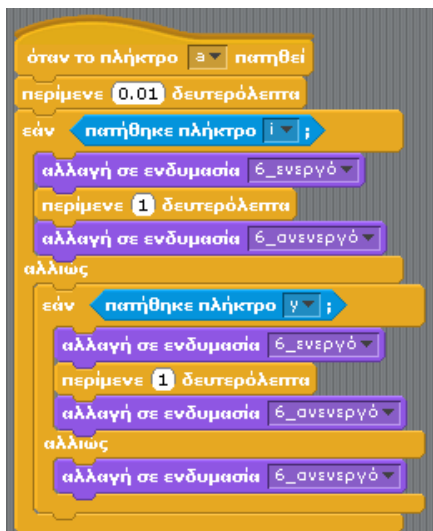 όταν το πλήκτρο a πατηθεί
περίμενε 0.01 δευτερόλεπτα
εάν πατήθηκε πλήκτρο i ;
αλλαγή σε ενδυμασία 6_ενεργό
περίμενε 1 δευτερόλεπτα
αλλαγή σε ενδυμασία 6_ανενεργό
αλλιώς
εάν πατήθηκε πλήκτρο y ;
αλλαγή σε ενδυμασία 6_ενεργό
περίμενε 1 δευτερόλεπτα
αλλαγή σε ενδυμασία 6_ανενεργό
αλλιώς
αλλαγή σε ενδυμασία 6_ανενεργό